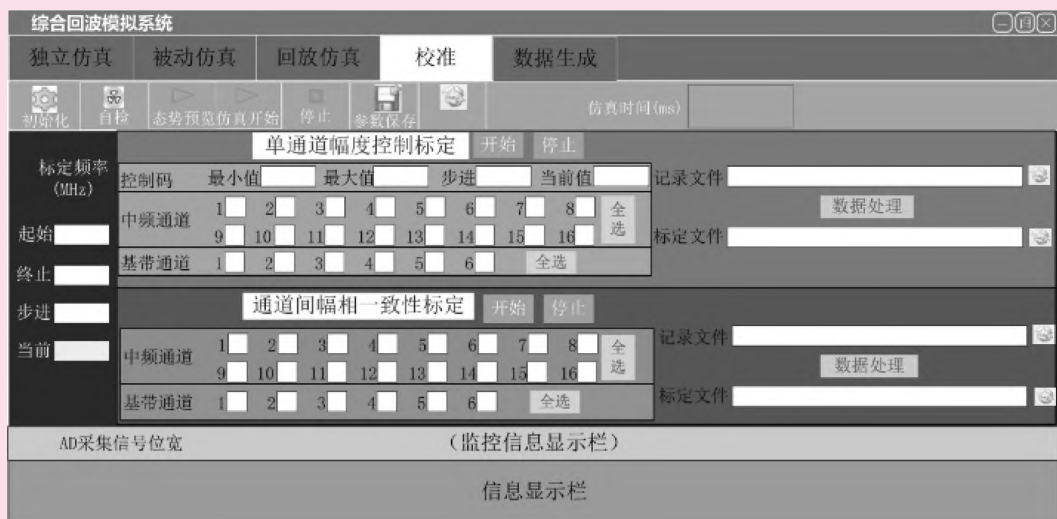 综合回波模拟系统
独立仿真 被动仿真 回放仿真 校准 数据生成
初始化 自检 态势预览 仿真开始 停止 参数保存 仿真时间(ms)
标定频率
(MHz)
起始
终止
步进
当前
单通道幅度控制标定 开始 停止
控制码 最小值 最大值 步进 当前值
中频通道
1 2 3 4 5 6 7 8
9 10 11 12 13 14 15 16
全选
基带通道 1 2 3 4 5 6 全选
记录文件
数据处理
标定文件
通道间幅相一致性标定 开始 停止
中频通道
1 2 3 4 5 6 7 8
9 10 11 12 13 14 15 16
全选
基带通道 1 2 3 4 5 6 全选
记录文件
数据处理
标定文件
AD采集信号位宽 (监控信息显示栏)
信息显示栏